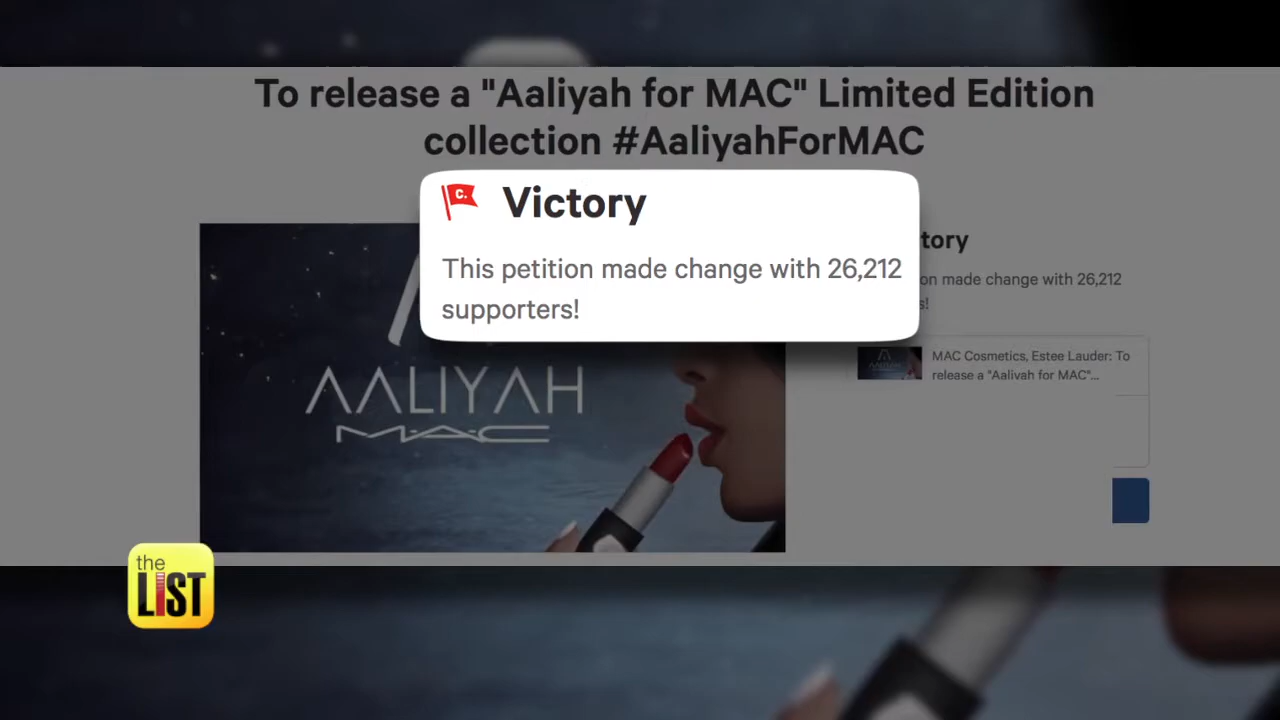 To release a "Aaliyah for MAC" Limited Edition
collection #AaliyahForMAC
C. Victory
This petition made change with 26,212
supporters!
tory
on made change with 26,212
s!
MAC Cosmetics, Estee Lauder: To
release a "Aaliyah for MAC"...
AALIYAH
MAC
the
LIST